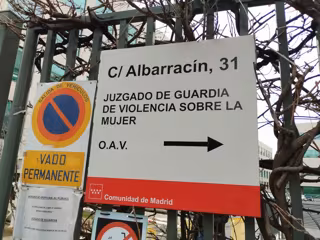 C/ Albarracín, 31
JUZGADO DE GUARDIA
DE VIOLENCIA SOBRE LA
MUJER
O.A.V.
Comunidad de Madrid
VADO
PERMANENTE